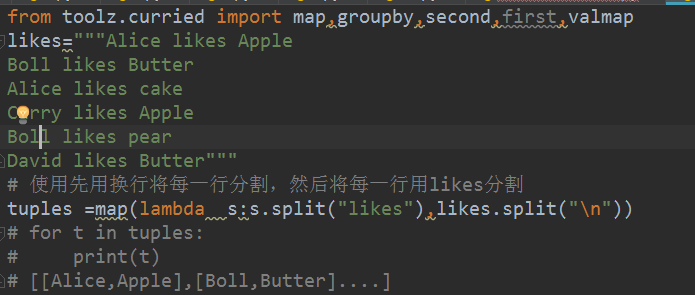 from toolz.curried import map,groupby,second,first,valmap
likes="""Alice likes Apple
Boll likes Butter
Alice likes cake
Corry likes Apple
Boll likes pear
David likes Butter"""
# 使用先用换行将每一行分割，然后将每一行用likes分割
tuples =map(lambda  s:s.split("likes"),likes.split("\n"))
# for t in tuples:
#     print(t)
# [[Alice,Apple],[Boll,Butter]....]